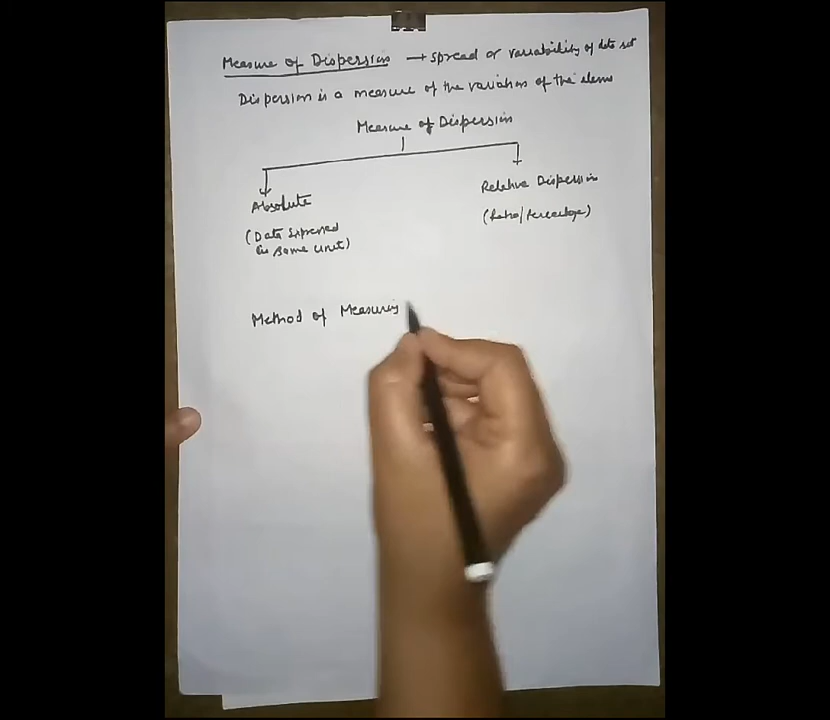 Measure of Dispersion → spread or variability of data set
Dispersion is a measure of the variation of the items
Measure of Dispersion
Absolute
Relative Dispersion
(Data expressed
in same unit)
(Ratio/Percentage)
Method of Measuring